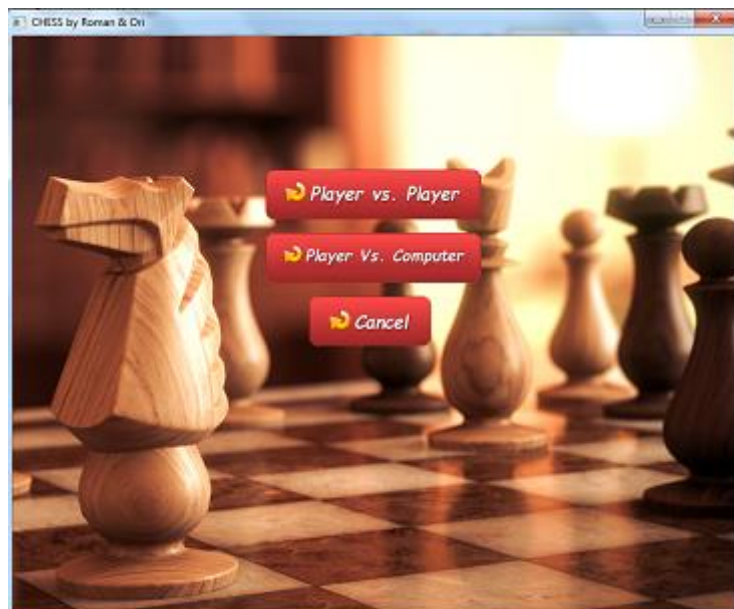 CHESS by Roman & Ori
Player vs. Player
Player Vs. Computer
Cancel